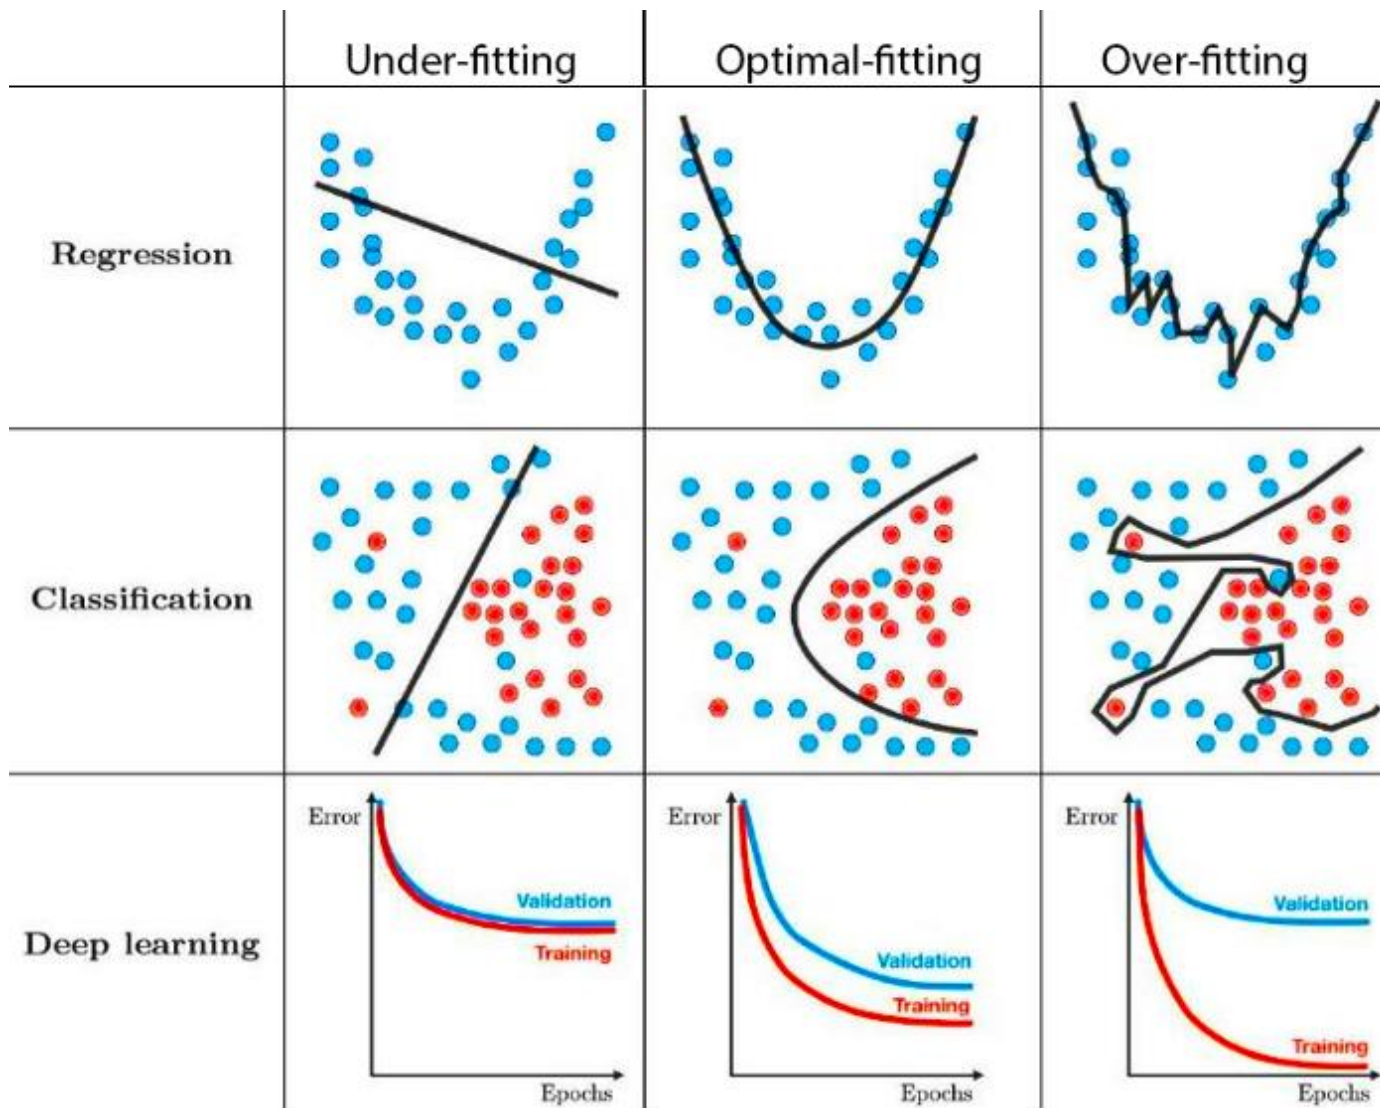 Under-fitting
Optimal-fitting
Over-fitting
Regression
Classification
Deep learning
Error
Validation
Training
Epochs
Error
Validation
Training
Epochs
Error
Validation
Training
Epochs